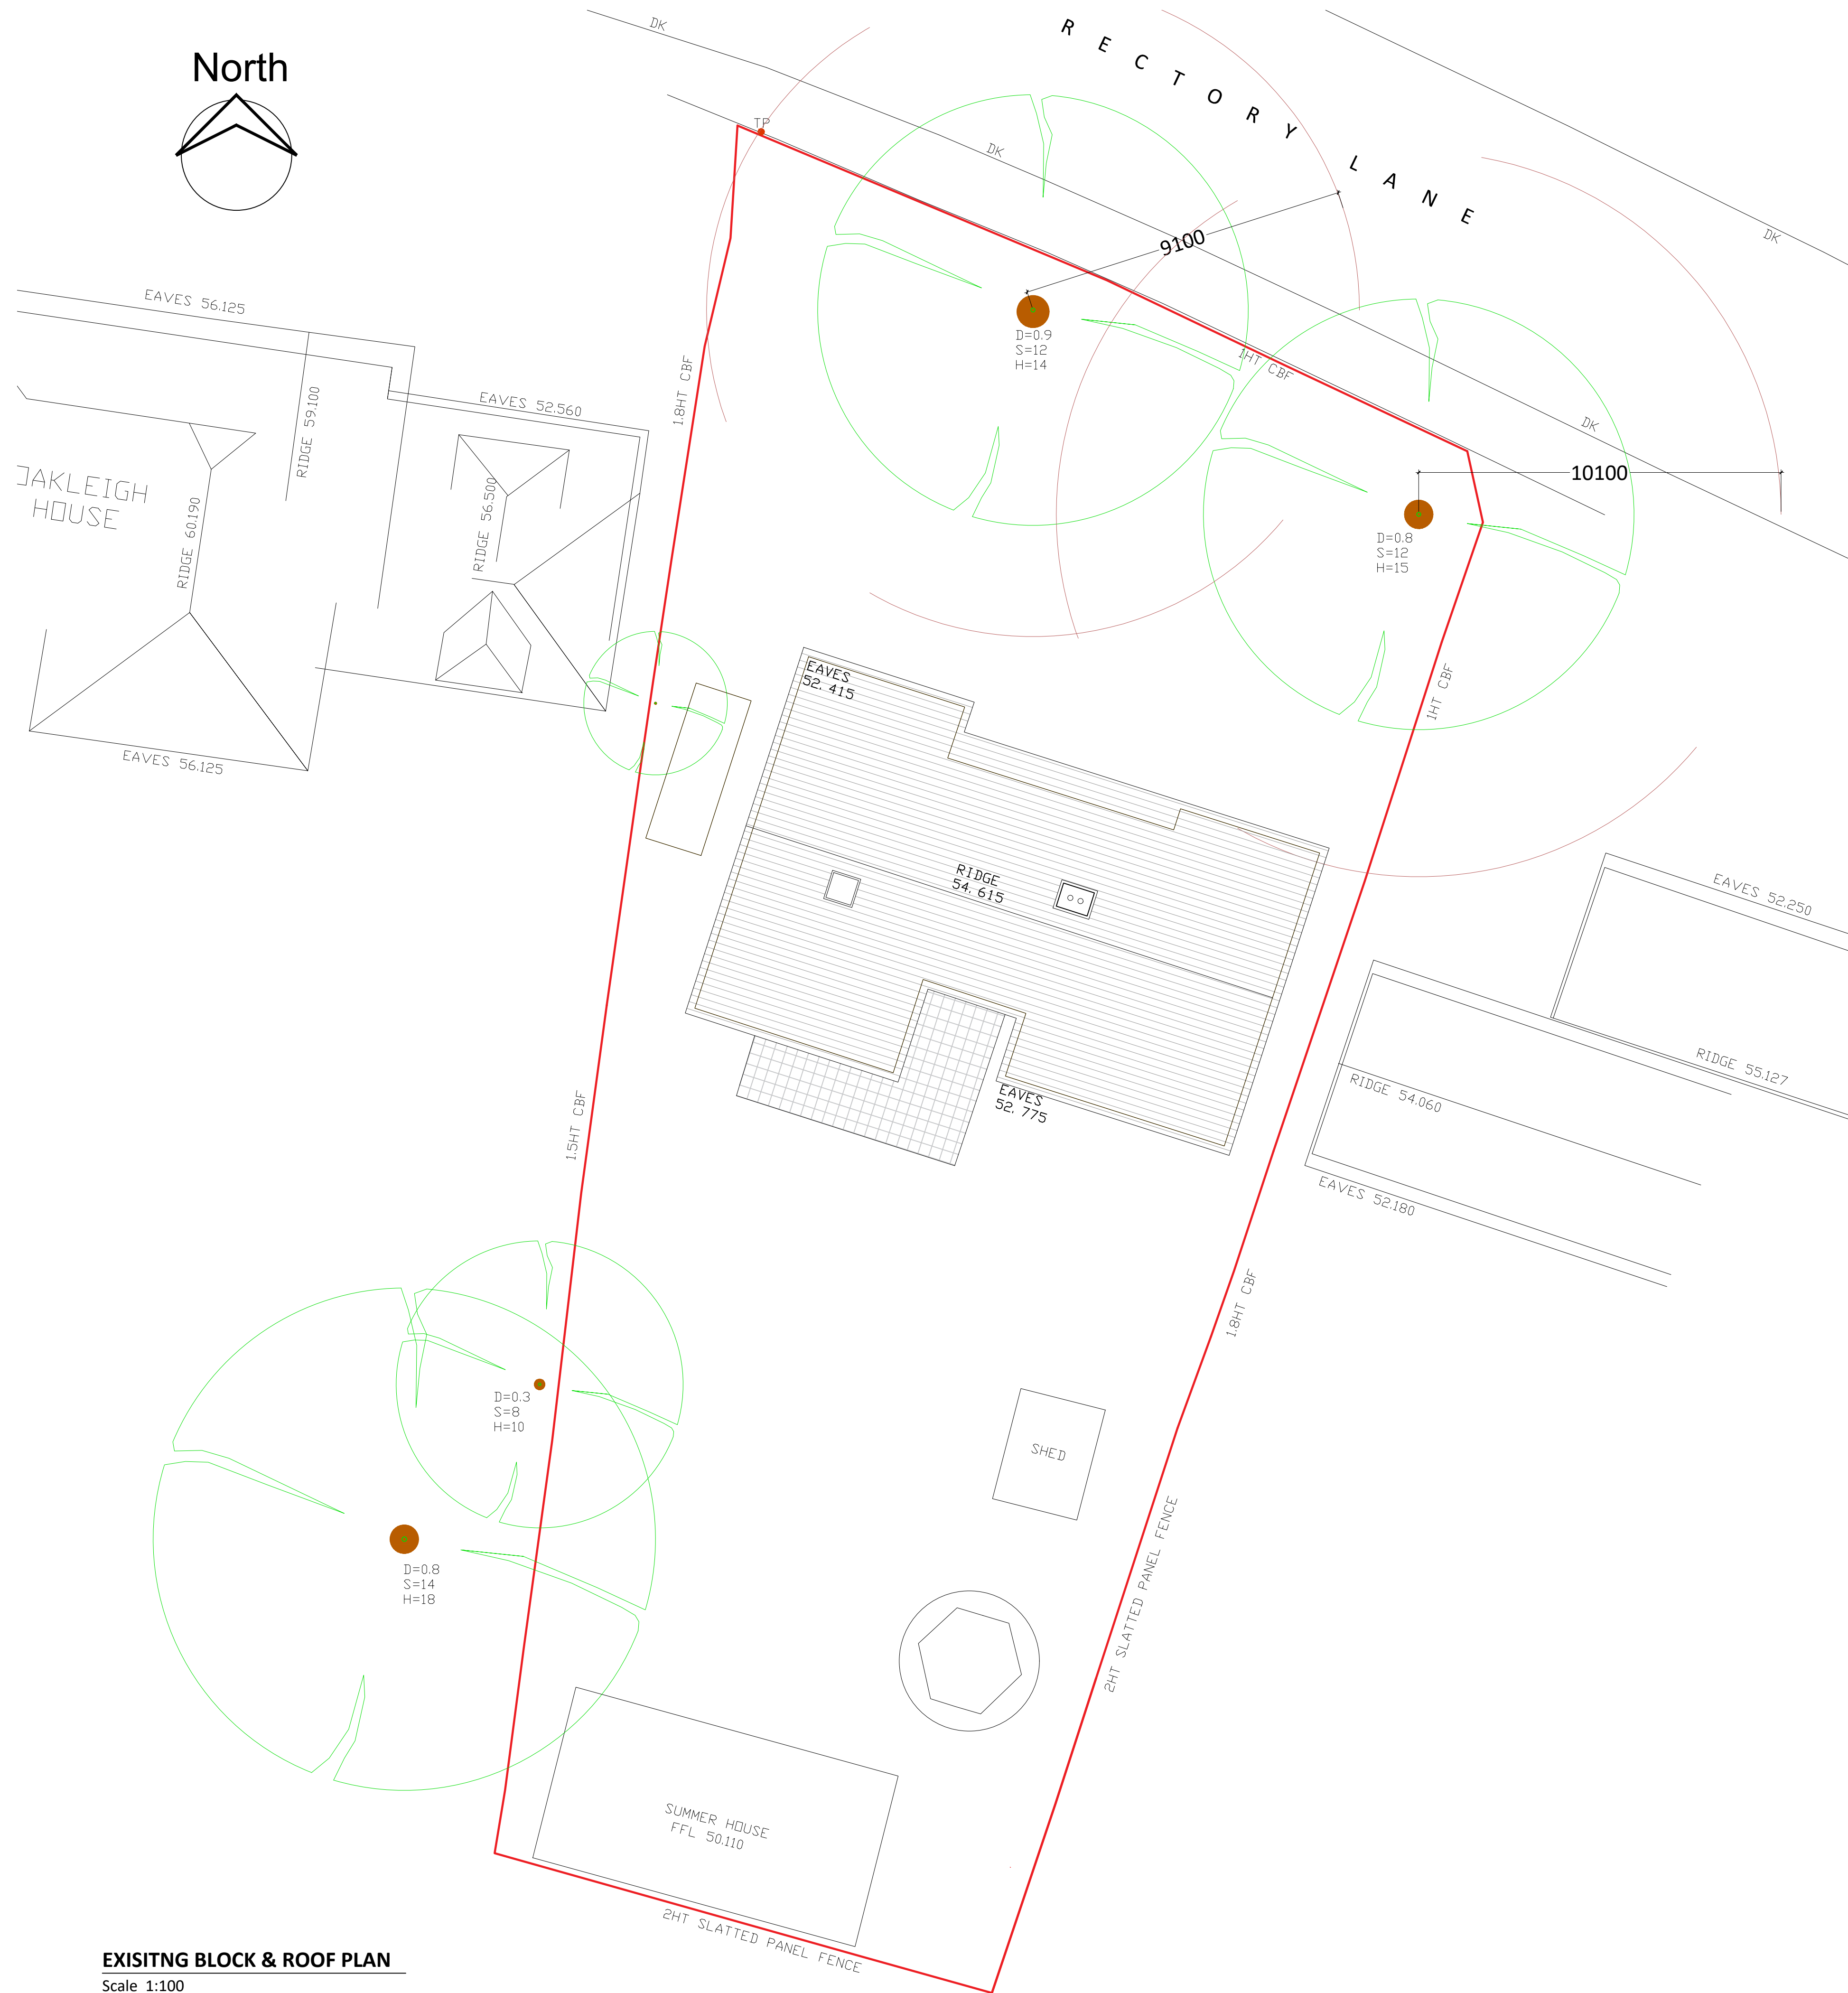 DK
RECTORY LANE
North
TP
DK
DK
9100
EAVES 56.125
D=0.9
S=12
H=14
1HT CBF
1.8HT CBF
RIDGE 59.100
EAVES 52.560
DK
10100
OAKLEIGH
HOUSE
RIDGE 60.190
RIDGE 56.500
D=0.8
S=12
H=15
EAVES
52.415
1HT CBF
EAVES 56.125
RIDGE
54.615
EAVES 52.250
RIDGE 55.127
RIDGE 54.060
EAVES
52.775
1.5HT CBF
EAVES 52.180
1.8HT CBF
D=0.3
S=8
H=10
SHED
D=0.8
S=14
H=18
2HT SLATTED PANEL FENCE
SUMMER HOUSE
FFL 50.110
2HT SLATTED PANEL FENCE
EXISITNG BLOCK & ROOF PLAN
Scale 1:100